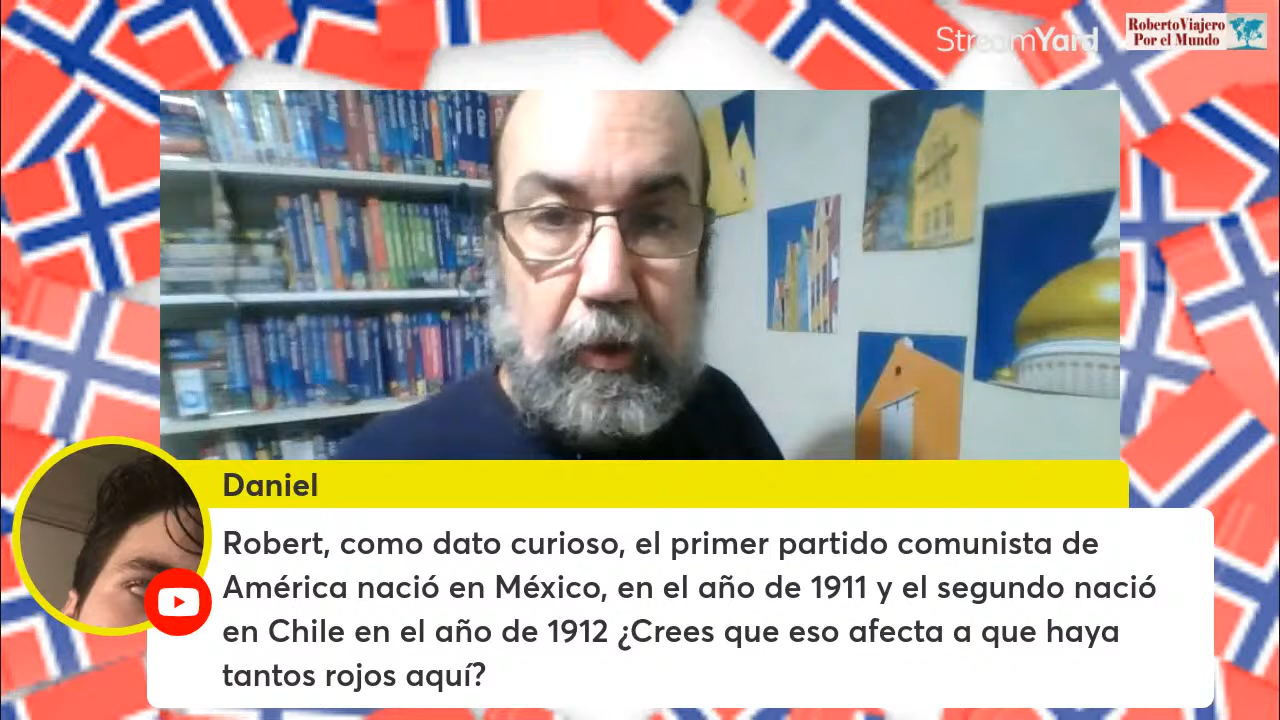 StreamYard
RobertoViajero
Por el Mundo
Daniel
Robert, como dato curioso, el primer partido comunista de
América nació en México, en el año de 1911 y el segundo nació
en Chile en el año de 1912 ¿Crees que eso afecta a que haya
tantos rojos aquí?